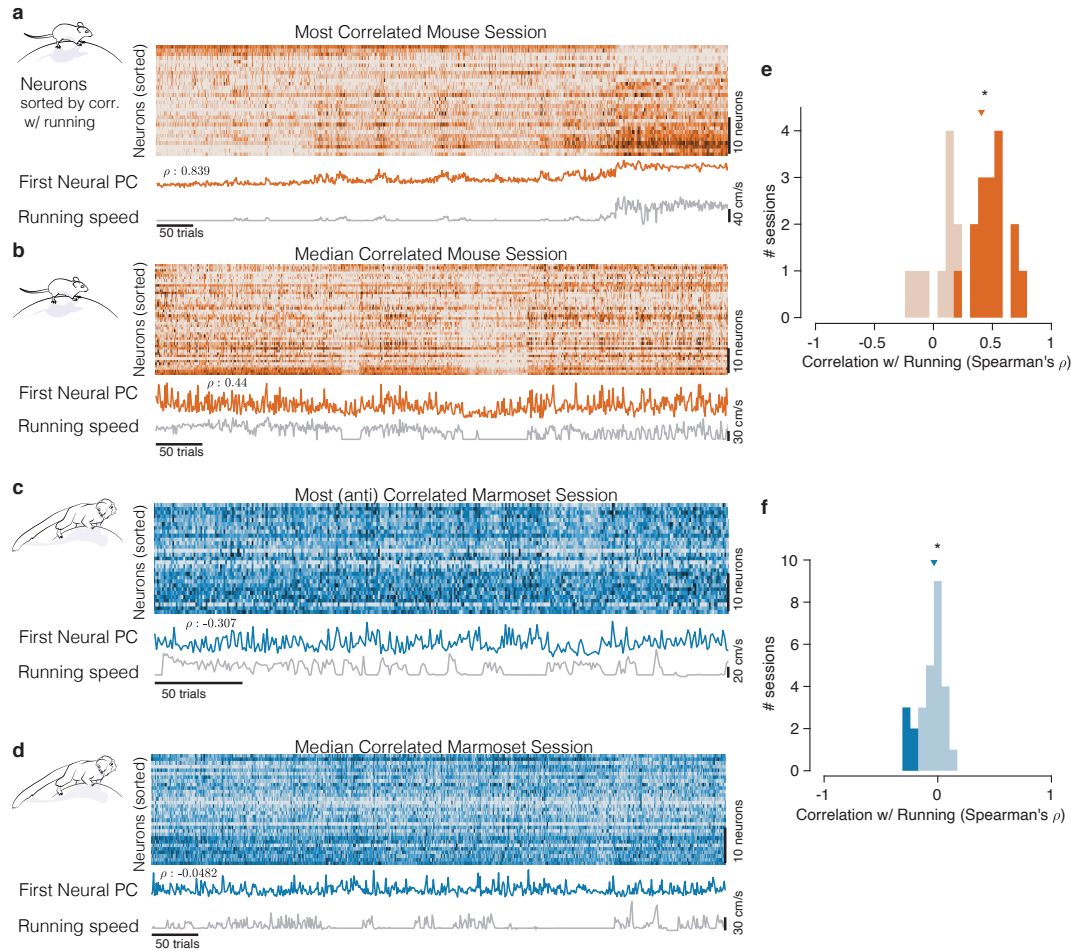 a
Most Correlated Mouse Session
Neurons
sorted by corr.
w/ running
Neurons (sorted)
10 neurons
First Neural PC
ρ : 0.839
Running speed
40 cm/s
50 trials
b
Median Correlated Mouse Session
Neurons (sorted)
10 neurons
First Neural PC
ρ : 0.44
Running speed
30 cm/s
50 trials
c
Most (anti) Correlated Marmoset Session
Neurons (sorted)
10 neurons
First Neural PC
ρ : -0.307
Running speed
20 cm/s
50 trials
d
Median Correlated Marmoset Session
Neurons (sorted)
10 neurons
First Neural PC
ρ : -0.0482
Running speed
30 cm/s
50 trials
e
*
# sessions
4
3
2
1
0
-1 -0.5 0 0.5 1
Correlation w/ Running (Spearman's ρ)
f
*
# sessions
10
8
6
4
2
0
-1 0 1
Correlation w/ Running (Spearman's ρ)